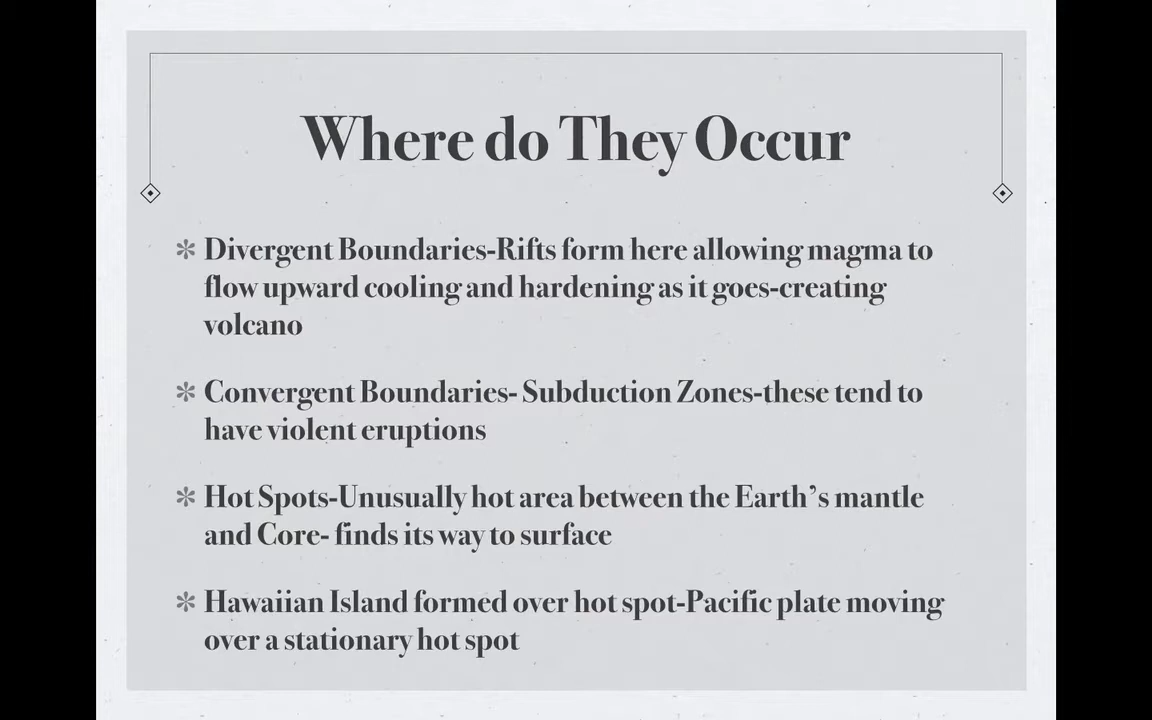 Where do They Occur
✻ Divergent Boundaries-Rifts form here allowing magma to
flow upward cooling and hardening as it goes-creating
volcano
✻ Convergent Boundaries- Subduction Zones-these tend to
have violent eruptions
✻ Hot Spots-Unusually hot area between the Earth’s mantle
and Core- finds its way to surface
✻ Hawaiian Island formed over hot spot-Pacific plate moving
over a stationary hot spot